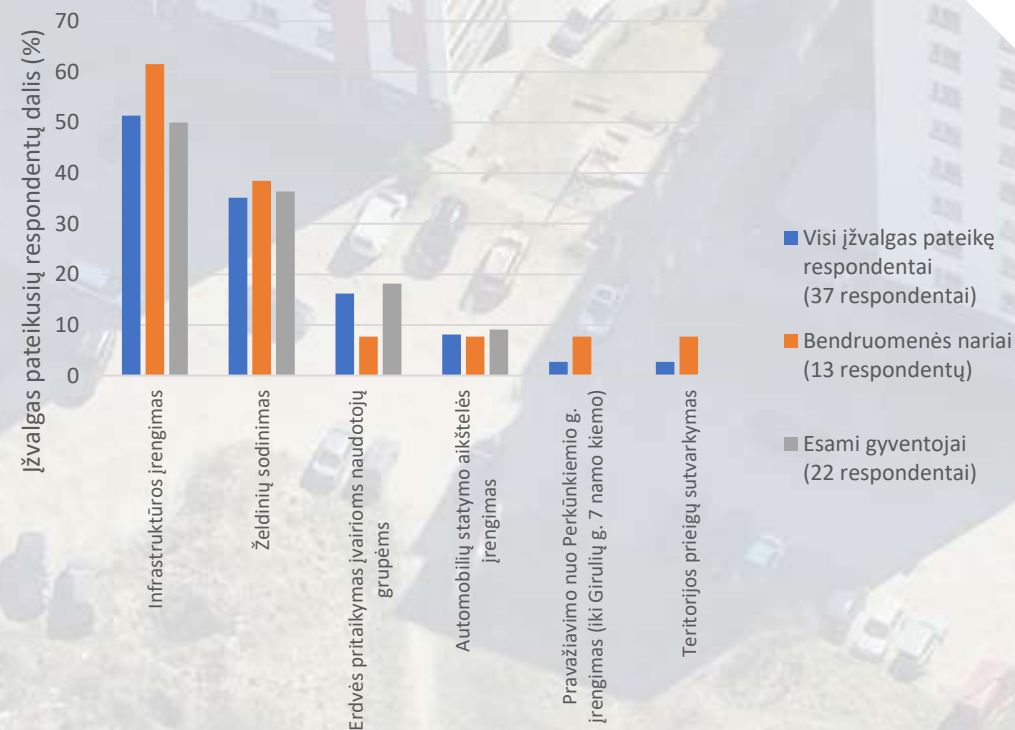 Įžvalgas pateikusių respondentų dalis (%)
70
60
50
40
30
20
10
0
Infrastruktūros įrengimas
Želdinių sodinimas
Erdvės pritaikymas įvairioms naudotojų
grupėms
Automobilių statymo aikštelės
įrengimas
Pravažiavimo nuo Perkūnkiemio g.
įrengimas (iki Girulių g. 7 namo kiemo)
Teritorijos prieigų sutvarkymas
Visi įžvalgas pateikę
respondentai
(37 respondentai)
Bendruomenės nariai
(13 respondentų)
Esami gyventojai
(22 respondentai)